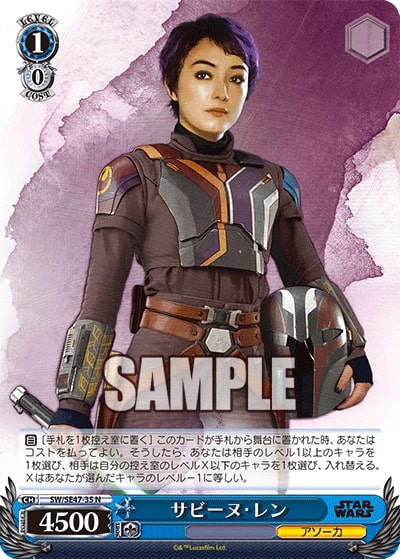 LEVEL
1
0
COST
SAMPLE
自 [手札を1枚控え室に置く] このカードが手札から舞台に置かれた時、あなたは
コストを払ってよい。そうしたら、あなたは相手のレベル1以上のキャラを
1枚選び、相手は自分の控え室のレベルX以下のキャラを1枚選び、入れ替える。
Xはあなたが選んだキャラのレベル-1に等しい。
CH SW/SE47-35 N
POWER 4500
サビーヌ・レン
STAR WARS
アソーカ
©&™Lucasfilm Ltd.